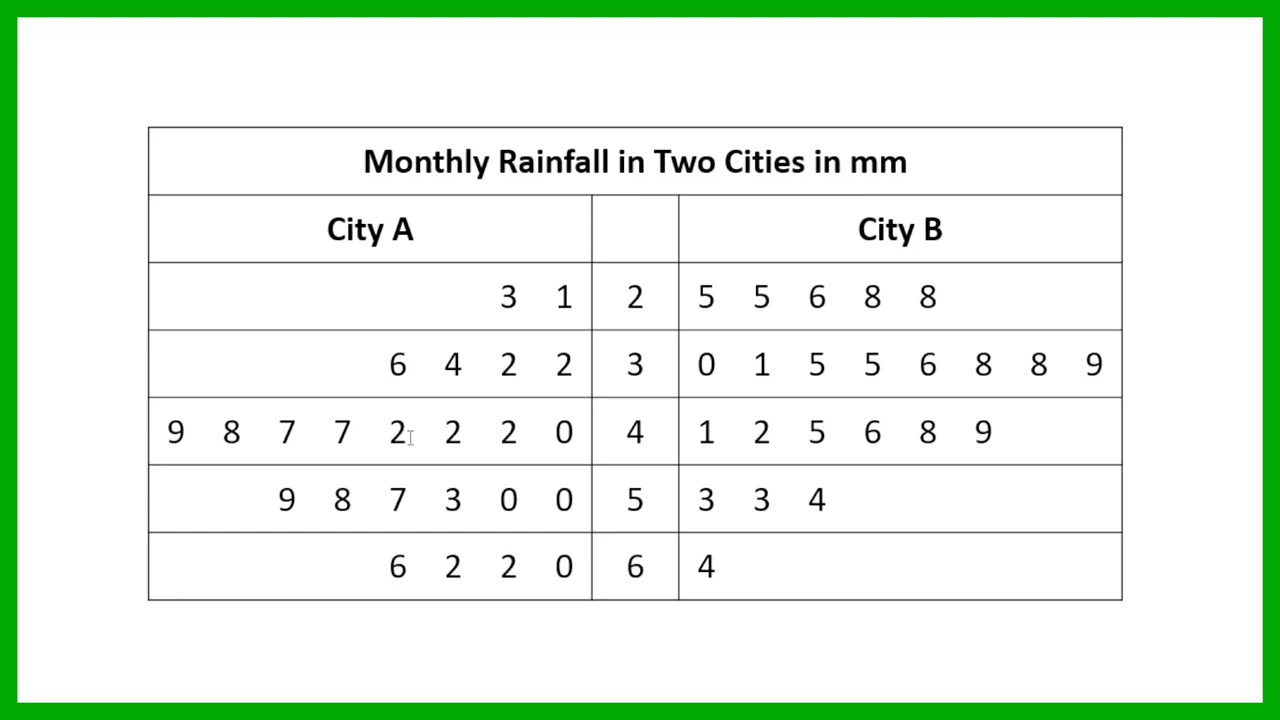 Monthly Rainfall in Two Cities in mm
City A City B
3 1 2 5 5 6 8 8
6 4 2 2 3 0 1 5 5 6 8 8 9
9 8 7 7 2 2 2 0 4 1 2 5 6 8 9
9 8 7 3 0 0 5 3 3 4
6 2 2 0 6 4